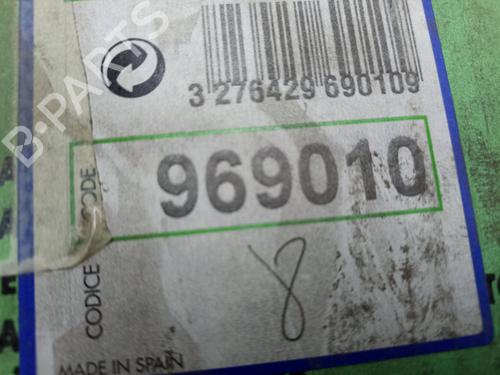 3 276429 690109
CODICE
CODE
969010
8
MADE IN SPAIN
B-PARTS